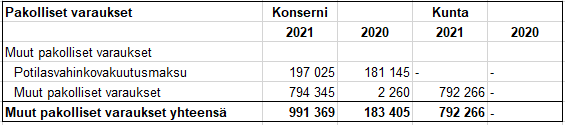 Pakolliset varaukset Konserni Kunta
2021 2020 2021 2020
Muut pakolliset varaukset
Potilasvahinkovakuutusmaksu 197 025 181 145 - -
Muut pakolliset varaukset 794 345 2 260 792 266 -
Muut pakolliset varaukset yhteensä 991 369 183 405 792 266 -